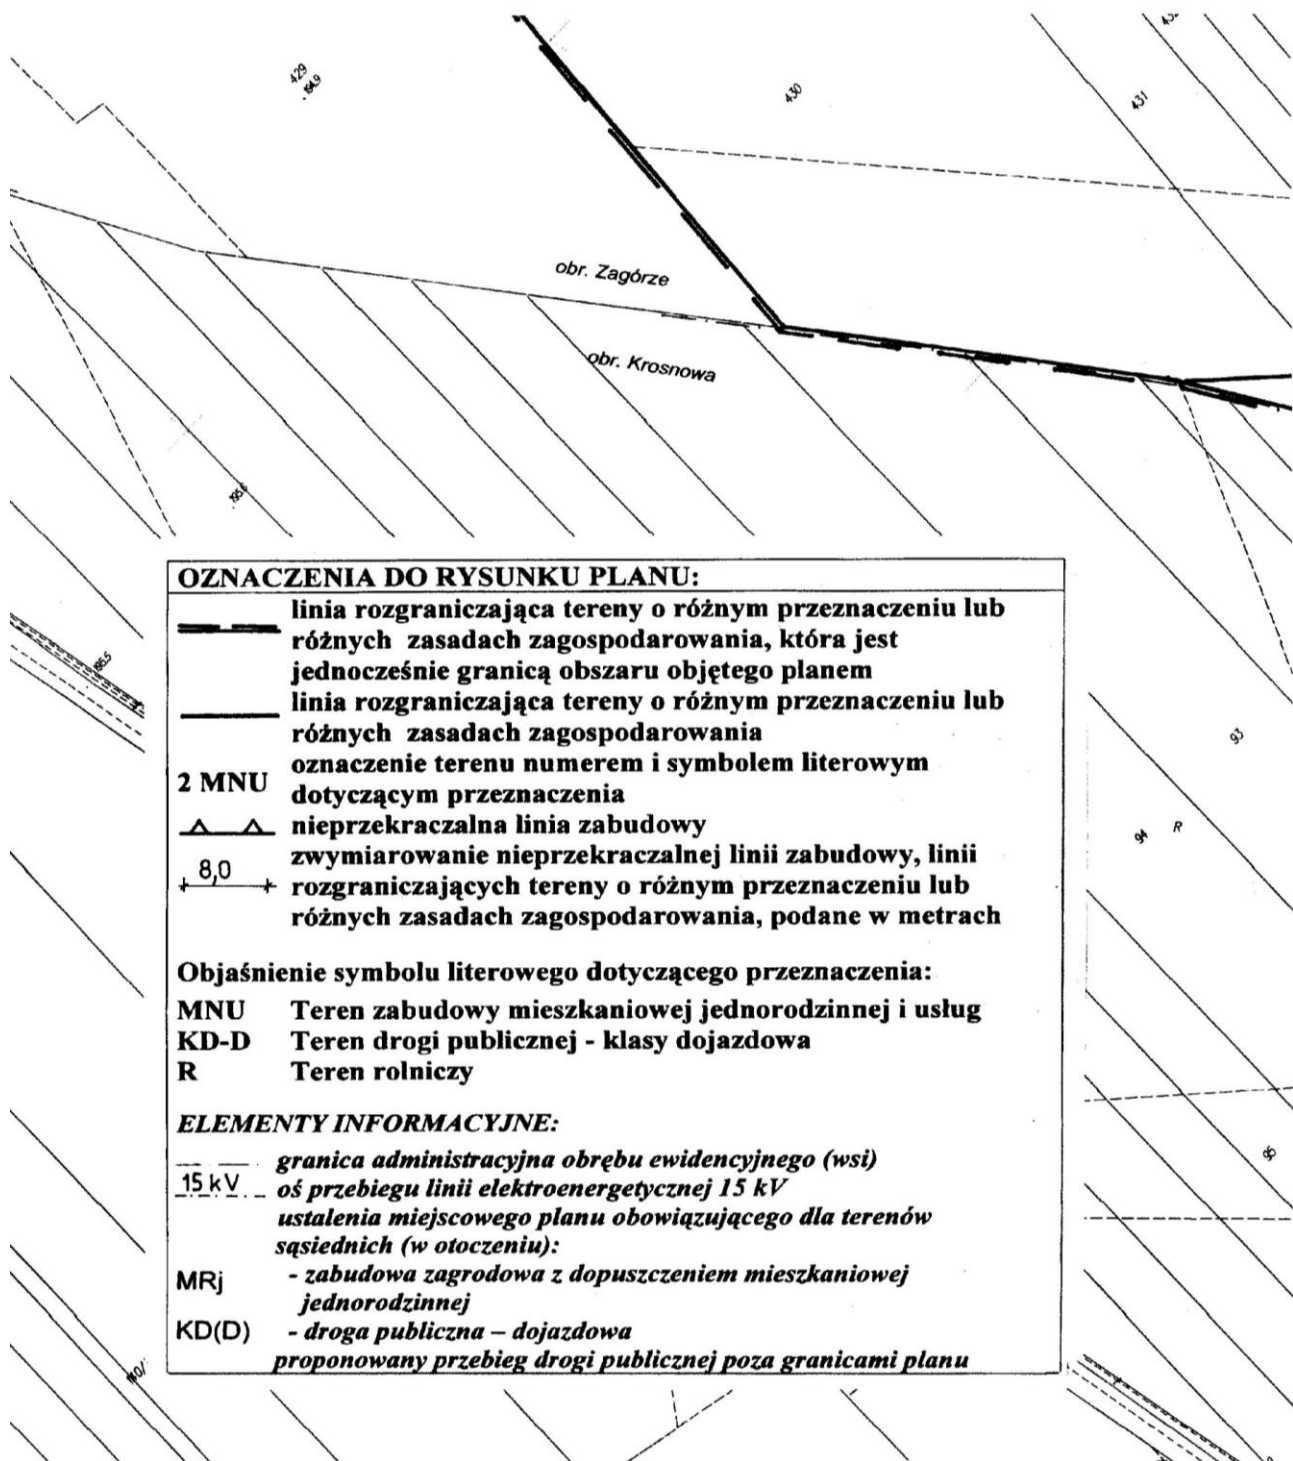 429
194.9
430
431
obr. Zagórze
obr. Krosnowa
195.6
OZNACZENIA DO RYSUNKU PLANU:
linia rozgraniczająca tereny o różnym przeznaczeniu lub
różnych zasadach zagospodarowania, która jest
jednocześnie granicą obszaru objętego planem
linia rozgraniczająca tereny o różnym przeznaczeniu lub
różnych zasadach zagospodarowania
2 MNU oznaczenie terenu numerem i symbolem literowym
dotyczącym przeznaczenia
nieprzekraczalna linia zabudowy
8,0 zwymiarowanie nieprzekraczalnej linii zabudowy, linii
rozgraniczających tereny o różnym przeznaczeniu lub
różnych zasadach zagospodarowania, podane w metrach
Objaśnienie symbolu literowego dotyczącego przeznaczenia:
MNU Teren zabudowy mieszkaniowej jednorodzinnej i usług
KD-D Teren drogi publicznej - klasy dojazdowa
R Teren rolniczy
ELEMENTY INFORMACYJNE:
granica administracyjna obrębu ewidencyjnego (wsi)
15 kV oś przebiegu linii elektroenergetycznej 15 kV
ustalenia miejscowego planu obowiązującego dla terenów
sąsiednich (w otoczeniu):
MRj - zabudowa zagrodowa z dopuszczeniem mieszkaniowej
jednorodzinnej
KD(D) - droga publiczna – dojazdowa
proponowany przebieg drogi publicznej poza granicami planu
93
94 R
95